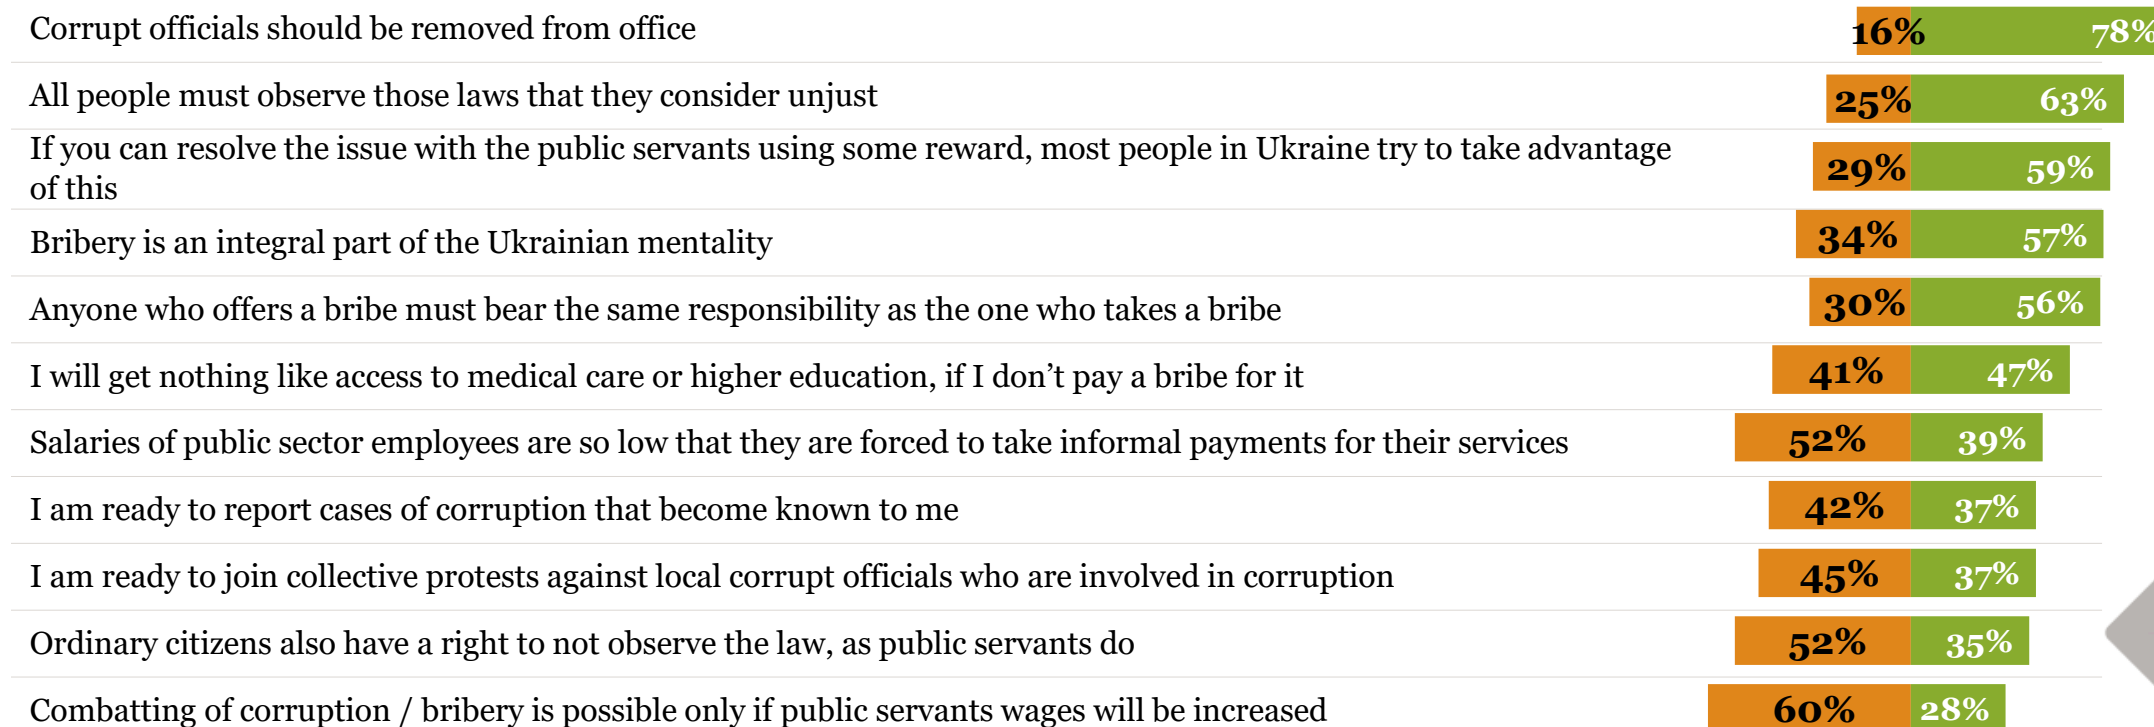 Corrupt officials should be removed from office 16% 78%
All people must observe those laws that they consider unjust 25% 63%
If you can resolve the issue with the public servants using some reward, most people in Ukraine try to take advantage
of this 29% 59%
Bribery is an integral part of the Ukrainian mentality 34% 57%
Anyone who offers a bribe must bear the same responsibility as the one who takes a bribe 30% 56%
I will get nothing like access to medical care or higher education, if I don’t pay a bribe for it 41% 47%
Salaries of public sector employees are so low that they are forced to take informal payments for their services 52% 39%
I am ready to report cases of corruption that become known to me 42% 37%
I am ready to join collective protests against local corrupt officials who are involved in corruption 45% 37%
Ordinary citizens also have a right to not observe the law, as public servants do 52% 35%
Combatting of corruption / bribery is possible only if public servants wages will be increased 60% 28%